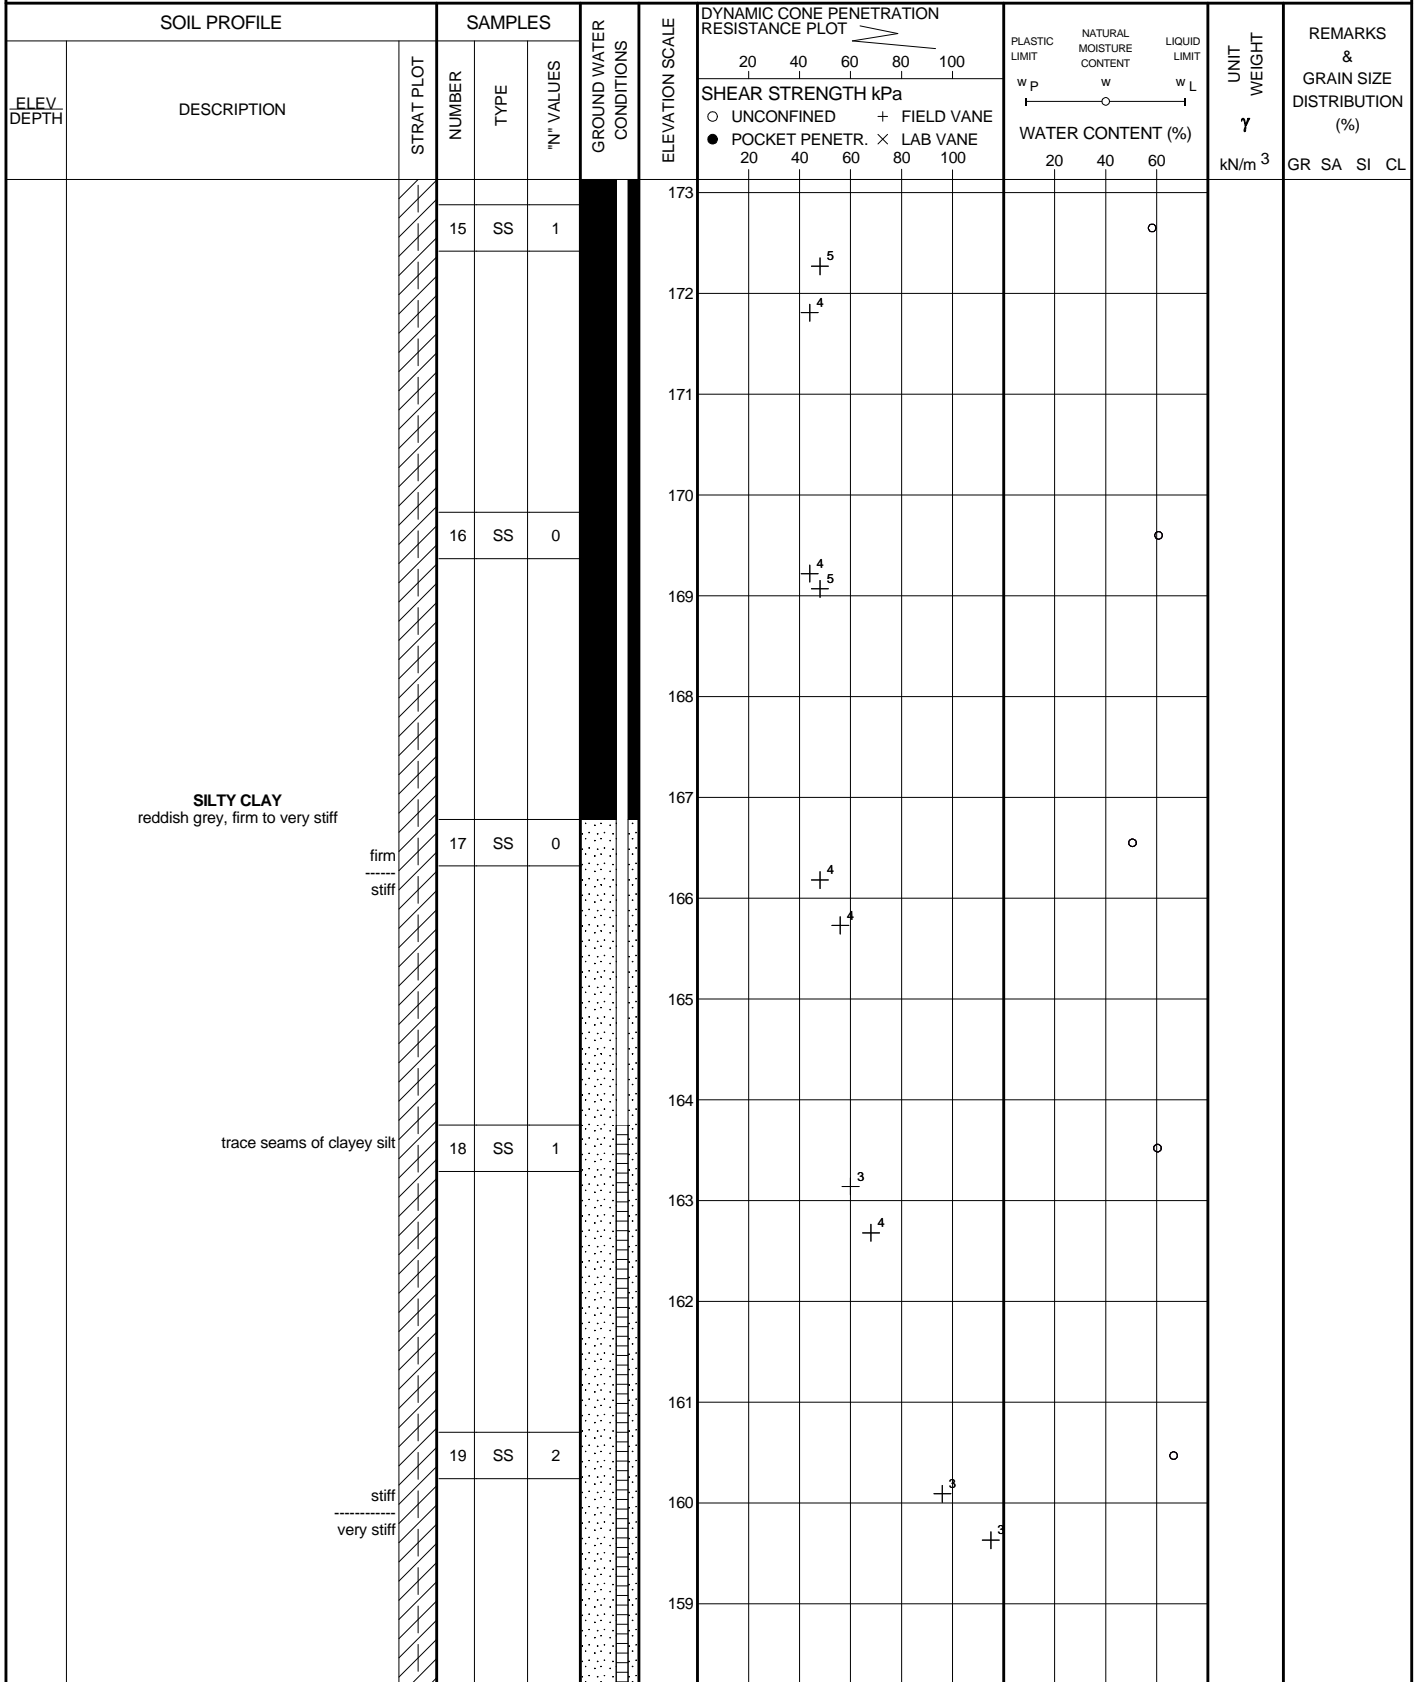 SOIL PROFILE
SAMPLES
GROUND WATER
CONDITIONS
ELEVATION SCALE
DYNAMIC CONE PENETRATION
RESISTANCE PLOT
20 40 60 80 100
SHEAR STRENGTH kPa
○ UNCONFINED + FIELD VANE
● POCKET PENETR. × LAB VANE
20 40 60 80 100
PLASTIC
LIMIT
NATURAL
MOISTURE
CONTENT
LIQUID
LIMIT
w P w w L
WATER CONTENT (%)
20 40 60
UNIT
WEIGHT
γ
kN/m 3
REMARKS
&
GRAIN SIZE
DISTRIBUTION
(%)
GR SA SI CL
ELEV
DEPTH
DESCRIPTION
STRAT PLOT
NUMBER
TYPE
"N" VALUES
173
15 SS 1
5
172
4
171
170
16 SS 0
4
5
169
168
167
SILTY CLAY
reddish grey, firm to very stiff
17 SS 0
firm
------
stiff
4
166
4
165
164
trace seams of clayey silt
18 SS 1
3
163
4
162
161
19 SS 2
3
160
stiff
------------
very stiff
3
159